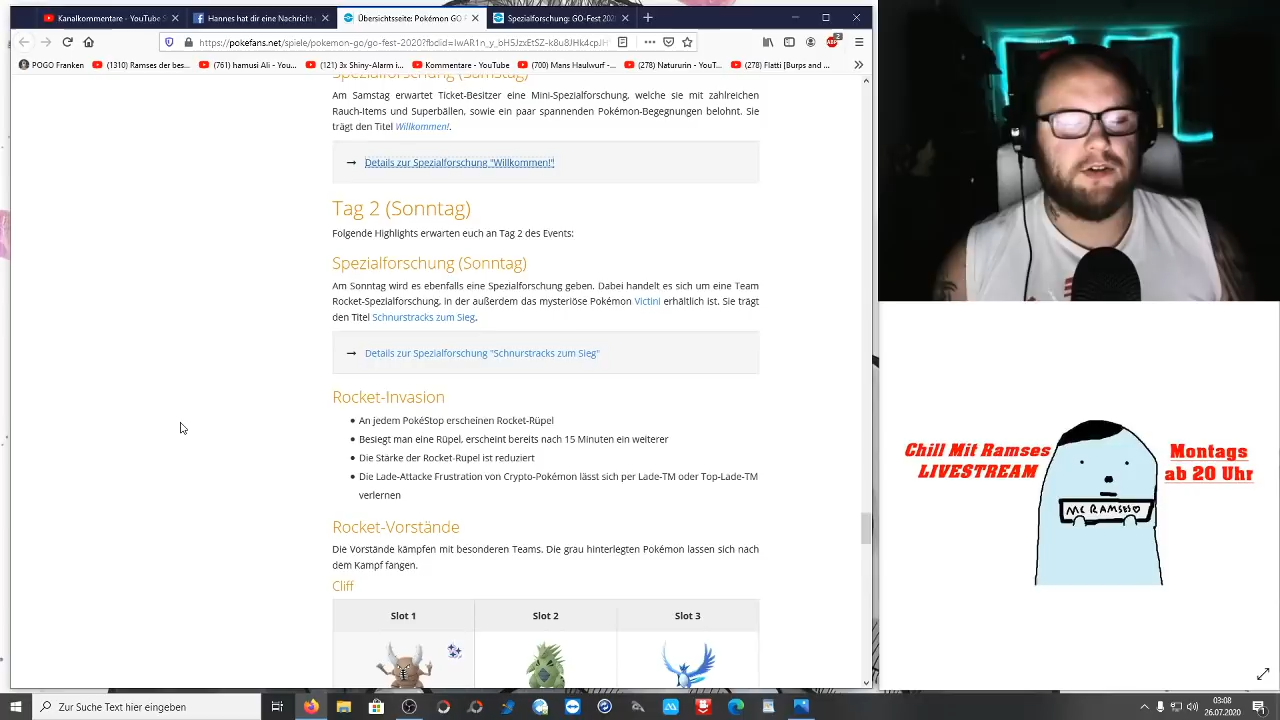 Kanalkommentare - YouTube S
Hannes hat dir eine Nachricht
Übersichtsseite: Pokémon GO F
Spezialforschung: GO-Fest 202
https://pokefans.net/spiele/pokemon-go/go-fest-2020?fbclid=IwAR1n_y_bH5JzxEtSZ-k8u8JHk4cpJH
2
POGO Franken
(1310) Ramses der bes...
(761) hamusi Ali - You...
(121) 3x Shiny-Alarm i...
Kommentare - YouTube
(700) Mans Haulwurf -...
(278) Natururin - YouT...
(278) Flatti [Burps and ...
Spezialforschung (Samstag)
Am Samstag erwartet Ticket-Besitzer eine Mini-Spezialforschung, welche sie mit zahlreichen
Rauch-Items und Superbällen, sowie ein paar spannenden Pokémon-Begegnungen belohnt. Sie
trägt den Titel Willkommen!.
→ Details zur Spezialforschung "Willkommen!"
Tag 2 (Sonntag)
Folgende Highlights erwarten euch an Tag 2 des Events:
Spezialforschung (Sonntag)
Am Sonntag wird es ebenfalls eine Spezialforschung geben. Dabei handelt es sich um eine Team
Rocket-Spezialforschung, in der außerdem das mysteriöse Pokémon Victini erhältlich ist. Sie trägt
den Titel Schnurstracks zum Sieg.
→ Details zur Spezialforschung "Schnurstracks zum Sieg"
Rocket-Invasion
• An jedem PokéStop erscheinen Rocket-Rüpel
• Besiegt man eine Rüpel, erscheint bereits nach 15 Minuten ein weiterer
• Die Stärke der Rocket-Rüpel ist reduziert
• Die Lade-Attacke Frustration von Crypto-Pokémon lässt sich per Lade-TM oder Top-Lade-TM
verlernen
Rocket-Vorstände
Die Vorstände kämpfen mit besonderen Teams. Die grau hinterlegten Pokémon lassen sich nach
dem Kampf fangen.
Cliff
Slot 1 Slot 2 Slot 3
Chill Mit Ramses
LIVESTREAM
Montags
ab 20 Uhr
MC RAMSES
Zur Suche Text hier eingeben
03:08
26.07.2020